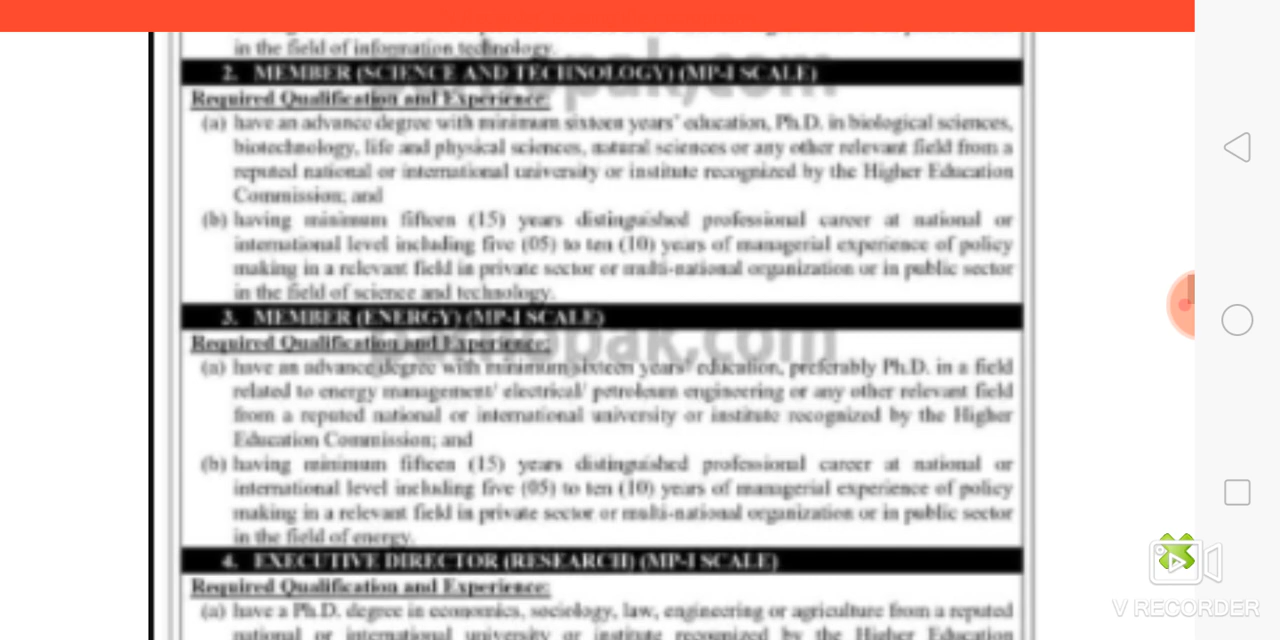 in the field of information technology.
2. MEMBER (SCIENCE AND TECHNOLOGY) (MP-I SCALE)
Required Qualification and Experience:
(a) have an advance degree with minimum sixteen years' education, Ph.D. in biological sciences,
biotechnology, life and physical sciences, natural sciences or any other relevant field from a
reputed national or international university or institute recognized by the Higher Education
Commission; and
(b) having minimum fifteen (15) years distinguished professional career at national or
international level including five (05) to ten (10) years of managerial experience of policy
making in a relevant field in private sector or multi-national organization or in public sector
in the field of science and technology.
3. MEMBER (ENERGY) (MP-I SCALE)
Required Qualification and Experience:
(a) have an advance degree with minimum sixteen years' education, preferably Ph.D. in a field
related to energy management/ electrical/ petroleum engineering or any other relevant field
from a reputed national or international university or institute recognized by the Higher
Education Commission; and
(b) having minimum fifteen (15) years distinguished professional career at national or
international level including five (05) to ten (10) years of managerial experience of policy
making in a relevant field in private sector or multi-national organization or in public sector
in the field of energy.
4. EXECUTIVE DIRECTOR (RESEARCH) (MP-I SCALE)
Required Qualification and Experience:
(a) have a Ph.D. degree in economics, sociology, law, engineering or agriculture from a reputed
national or international university or institute recognized by the Higher Education
V RECORDER